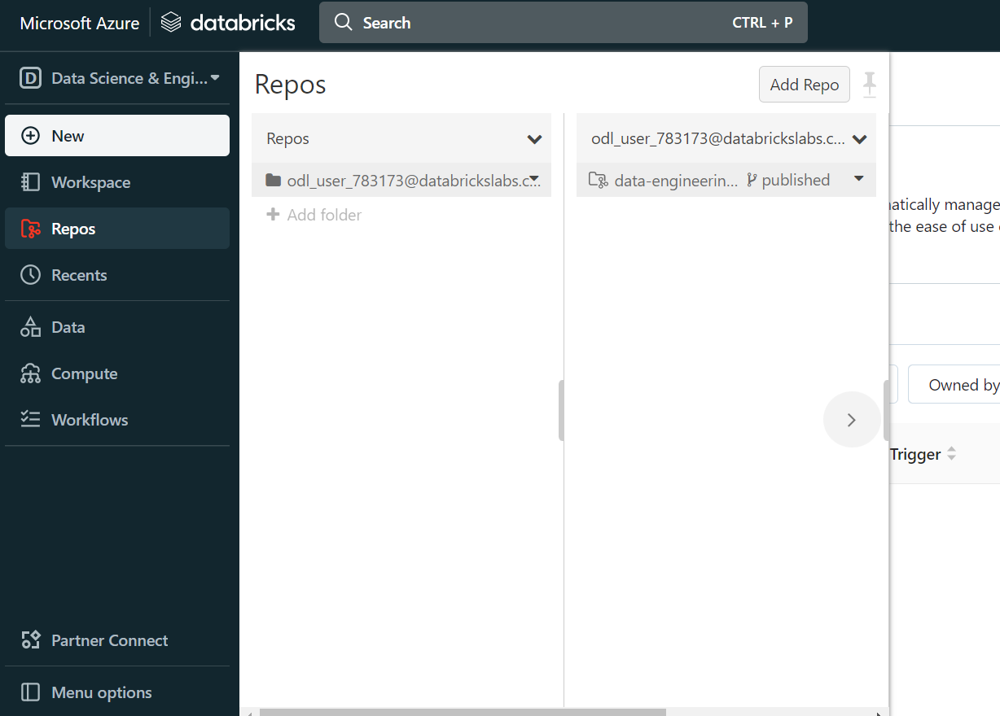 Microsoft Azure databricks Search CTRL + P
Data Science & Engi...
New
Workspace
Repos
Recents
Data
Compute
Workflows
Partner Connect
Menu options
Repos
Add Repo
Repos
odl_user_783173@databrickslabs.c...
Add folder
odl_user_783173@databrickslabs.c...
data-engineerin... published
manage
the ease of use
Owned by
Trigger